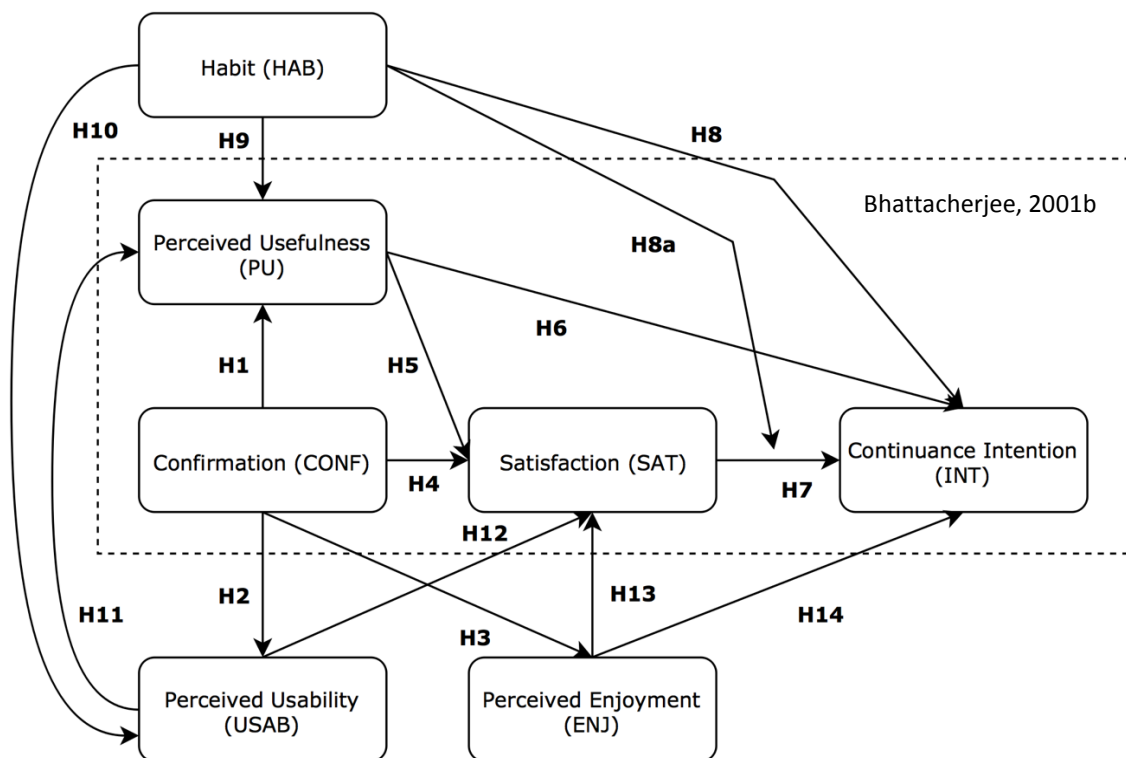 Habit (HAB)
H10
H9
H8
Bhattacherjee, 2001b
Perceived Usefulness
(PU)
H8a
H6
H1
H5
Confirmation (CONF)
H4
Satisfaction (SAT)
H7
Continuance Intention
(INT)
H12
H2
H13
H11
H3
H14
Perceived Usability
(USAB)
Perceived Enjoyment
(ENJ)